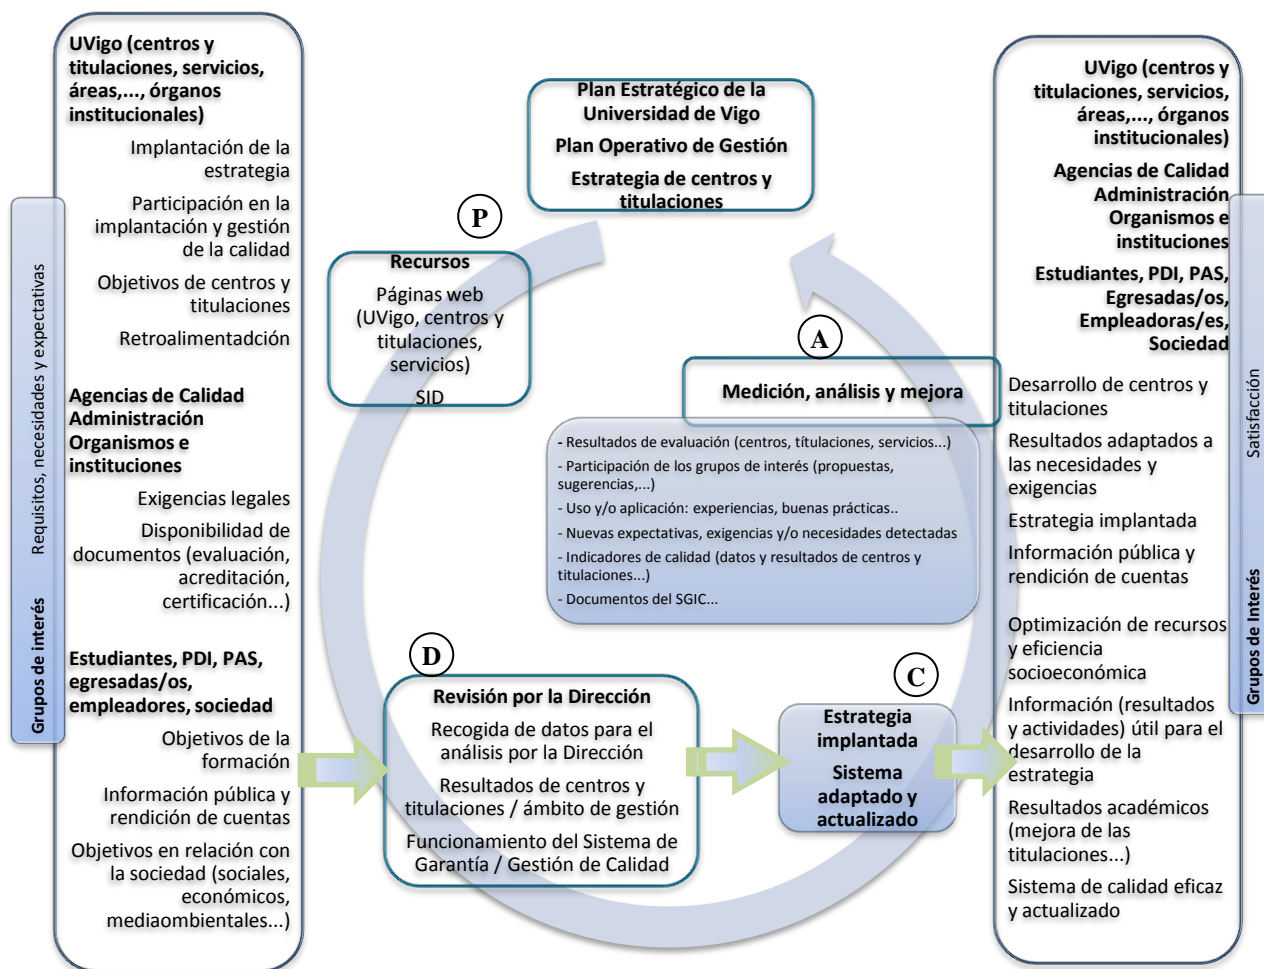 Grupos de interés
Requisitos, necesidades y expectativas
UVigo (centros y
titulaciones, servicios,
áreas,..., órganos
institucionales)
Implantación de la
estrategia
Participación en la
implantación y gestión
de la calidad
Objetivos de centros y
titulaciones
Retroalimentadción
Agencias de Calidad
Administración
Organismos e
instituciones
Exigencias legales
Disponibilidad de
documentos (evaluación,
acreditación,
certificación...)
Estudiantes, PDI, PAS,
egresadas/os,
empleadores, sociedad
Objetivos de la
formación
Información pública y
rendición de cuentas
Objetivos en relación con
la sociedad (sociales,
económicos,
mediaombientales...)
Plan Estratégico de la
Universidad de Vigo
Plan Operativo de Gestión
Estrategia de centros y
titulaciones
P
Recursos
Páginas web
(UVigo, centros y
titulaciones,
servicios)
SID
A
Medición, análisis y mejora
- Resultados de evaluación (centros, títulaciones, servicios...)
- Participación de los grupos de interés (propuestas,
sugerencias,...)
- Uso y/o aplicación: experiencias, buenas prácticas..
- Nuevas expectativas, exigencias y/o necesidades detectadas
- Indicadores de calidad (datos y resultados de centros y
titulaciones...)
- Documentos del SGIC...
D
Revisión por la Dirección
Recogida de datos para el
análisis por la Dirección
Resultados de centros y
titulaciones / ámbito de gestión
Funcionamiento del Sistema de
Garantía / Gestión de Calidad
C
Estrategia
implantada
Sistema
adaptado y
actualizado
UVigo (centros y
titulaciones, servicios,
áreas,..., órganos
institucionales)
Agencias de Calidad
Administración
Organismos e
instituciones
Estudiantes, PDI, PAS,
Egresadas/os,
Empleadoras/es,
Sociedad
Desarrollo de centros y
titulaciones
Resultados adaptados a
las necesidades y
exigencias
Estrategia implantada
Información pública y
rendición de cuentas
Optimización de recursos
y eficiencia
socioeconómica
Información (resultados
y actividades) útil para el
desarrollo de la
estrategia
Resultados académicos
(mejora de las
titulaciones...)
Sistema de calidad eficaz
y actualizado
Grupos de Interés
Satisfacción